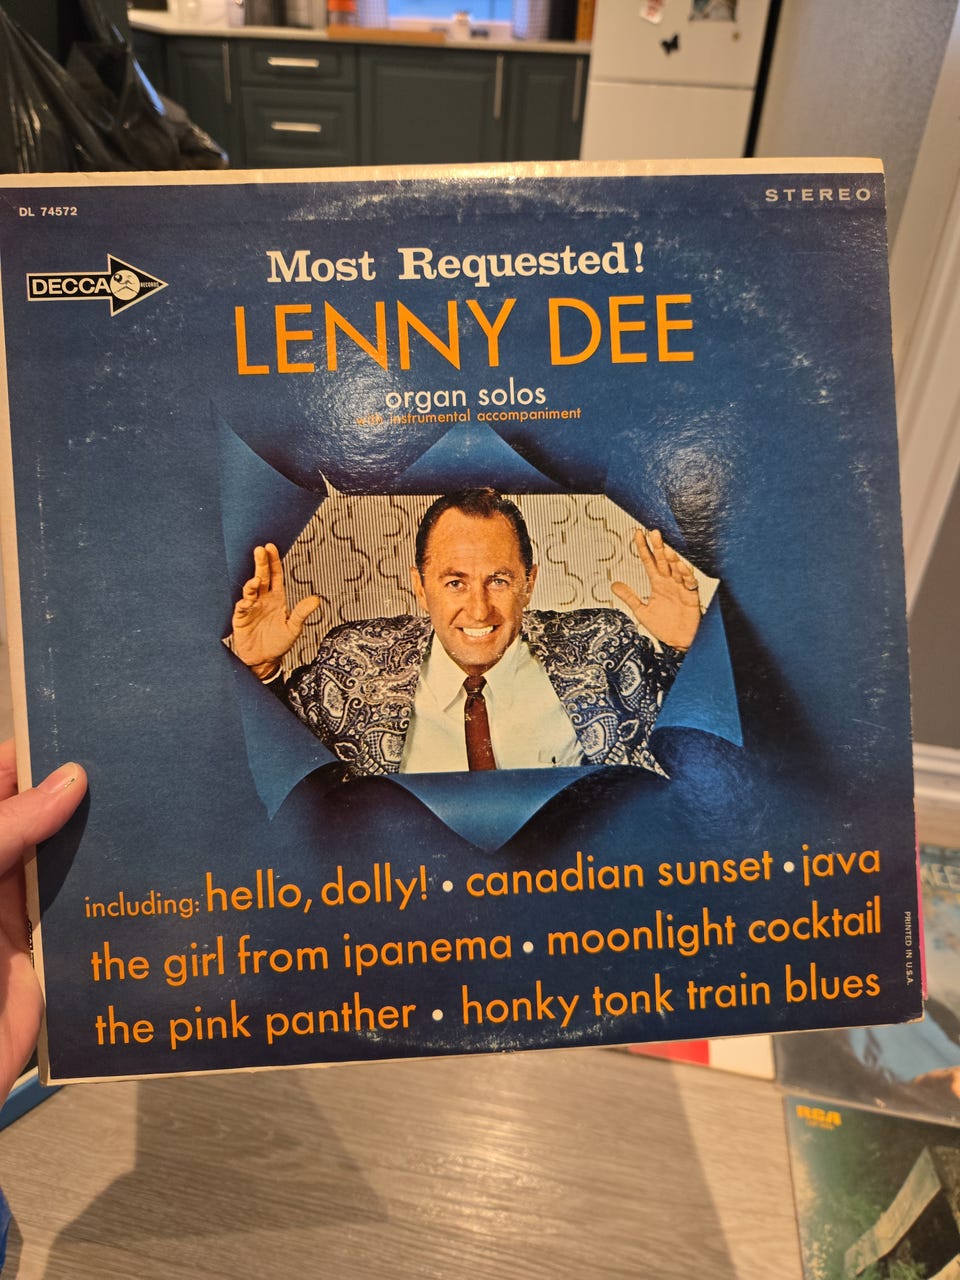 DL 74572
STEREO
DECCA RECORDS
Most Requested!
LENNY DEE
organ solos
with instrumental accompaniment
including: hello, dolly! • canadian sunset • java
the girl from ipanema • moonlight cocktail
the pink panther • honky tonk train blues
PRINTED IN U.S.A.
RCA